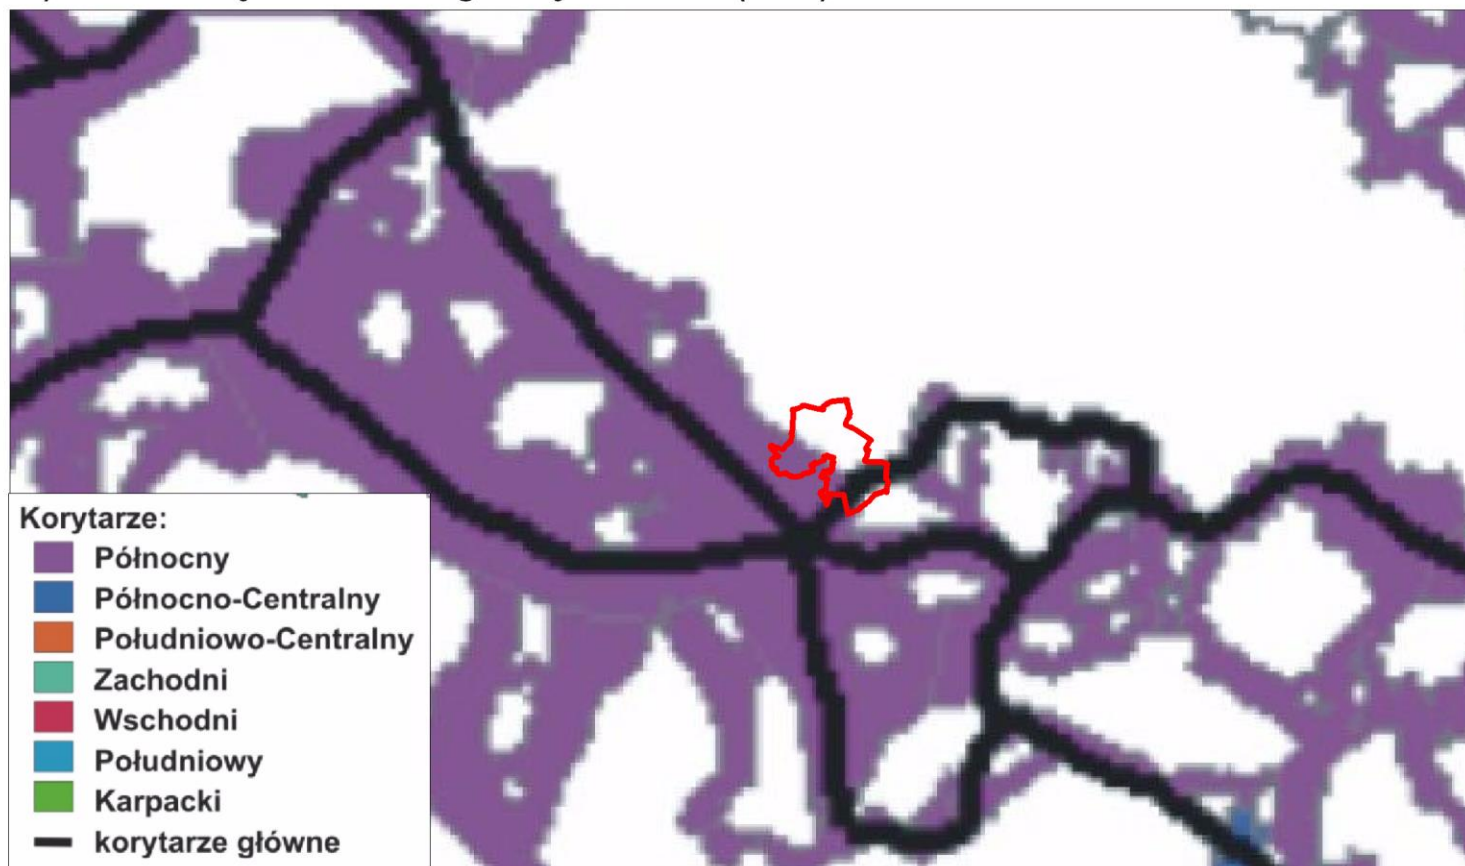 Korytarze:
Północny
Północno-Centralny
Południowo-Centralny
Zachodni
Wschodni
Południowy
Karpacki
korytarze główne